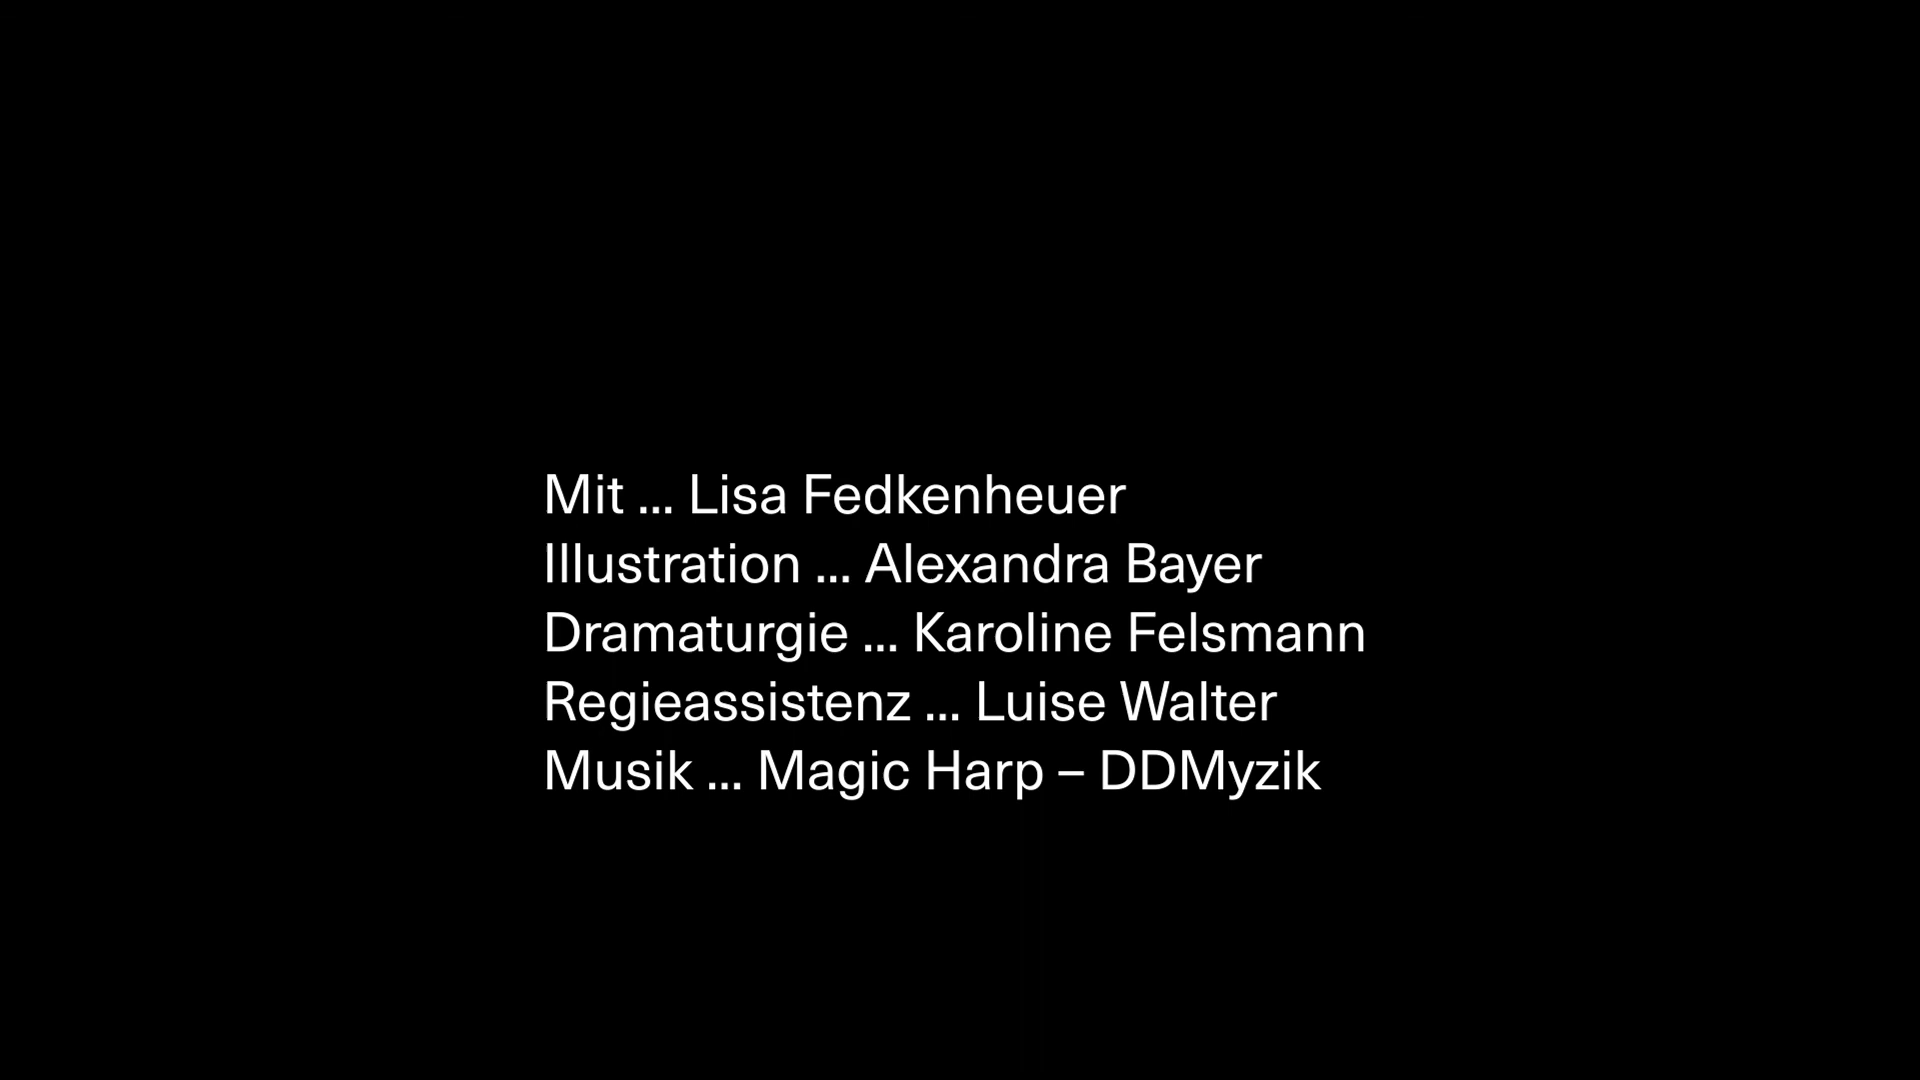 Mit ... Lisa Fedkenheuer
Illustration ... Alexandra Bayer
Dramaturgie ... Karoline Felsmann
Regieassistenz ... Luise Walter
Musik ... Magic Harp – DDMyzik